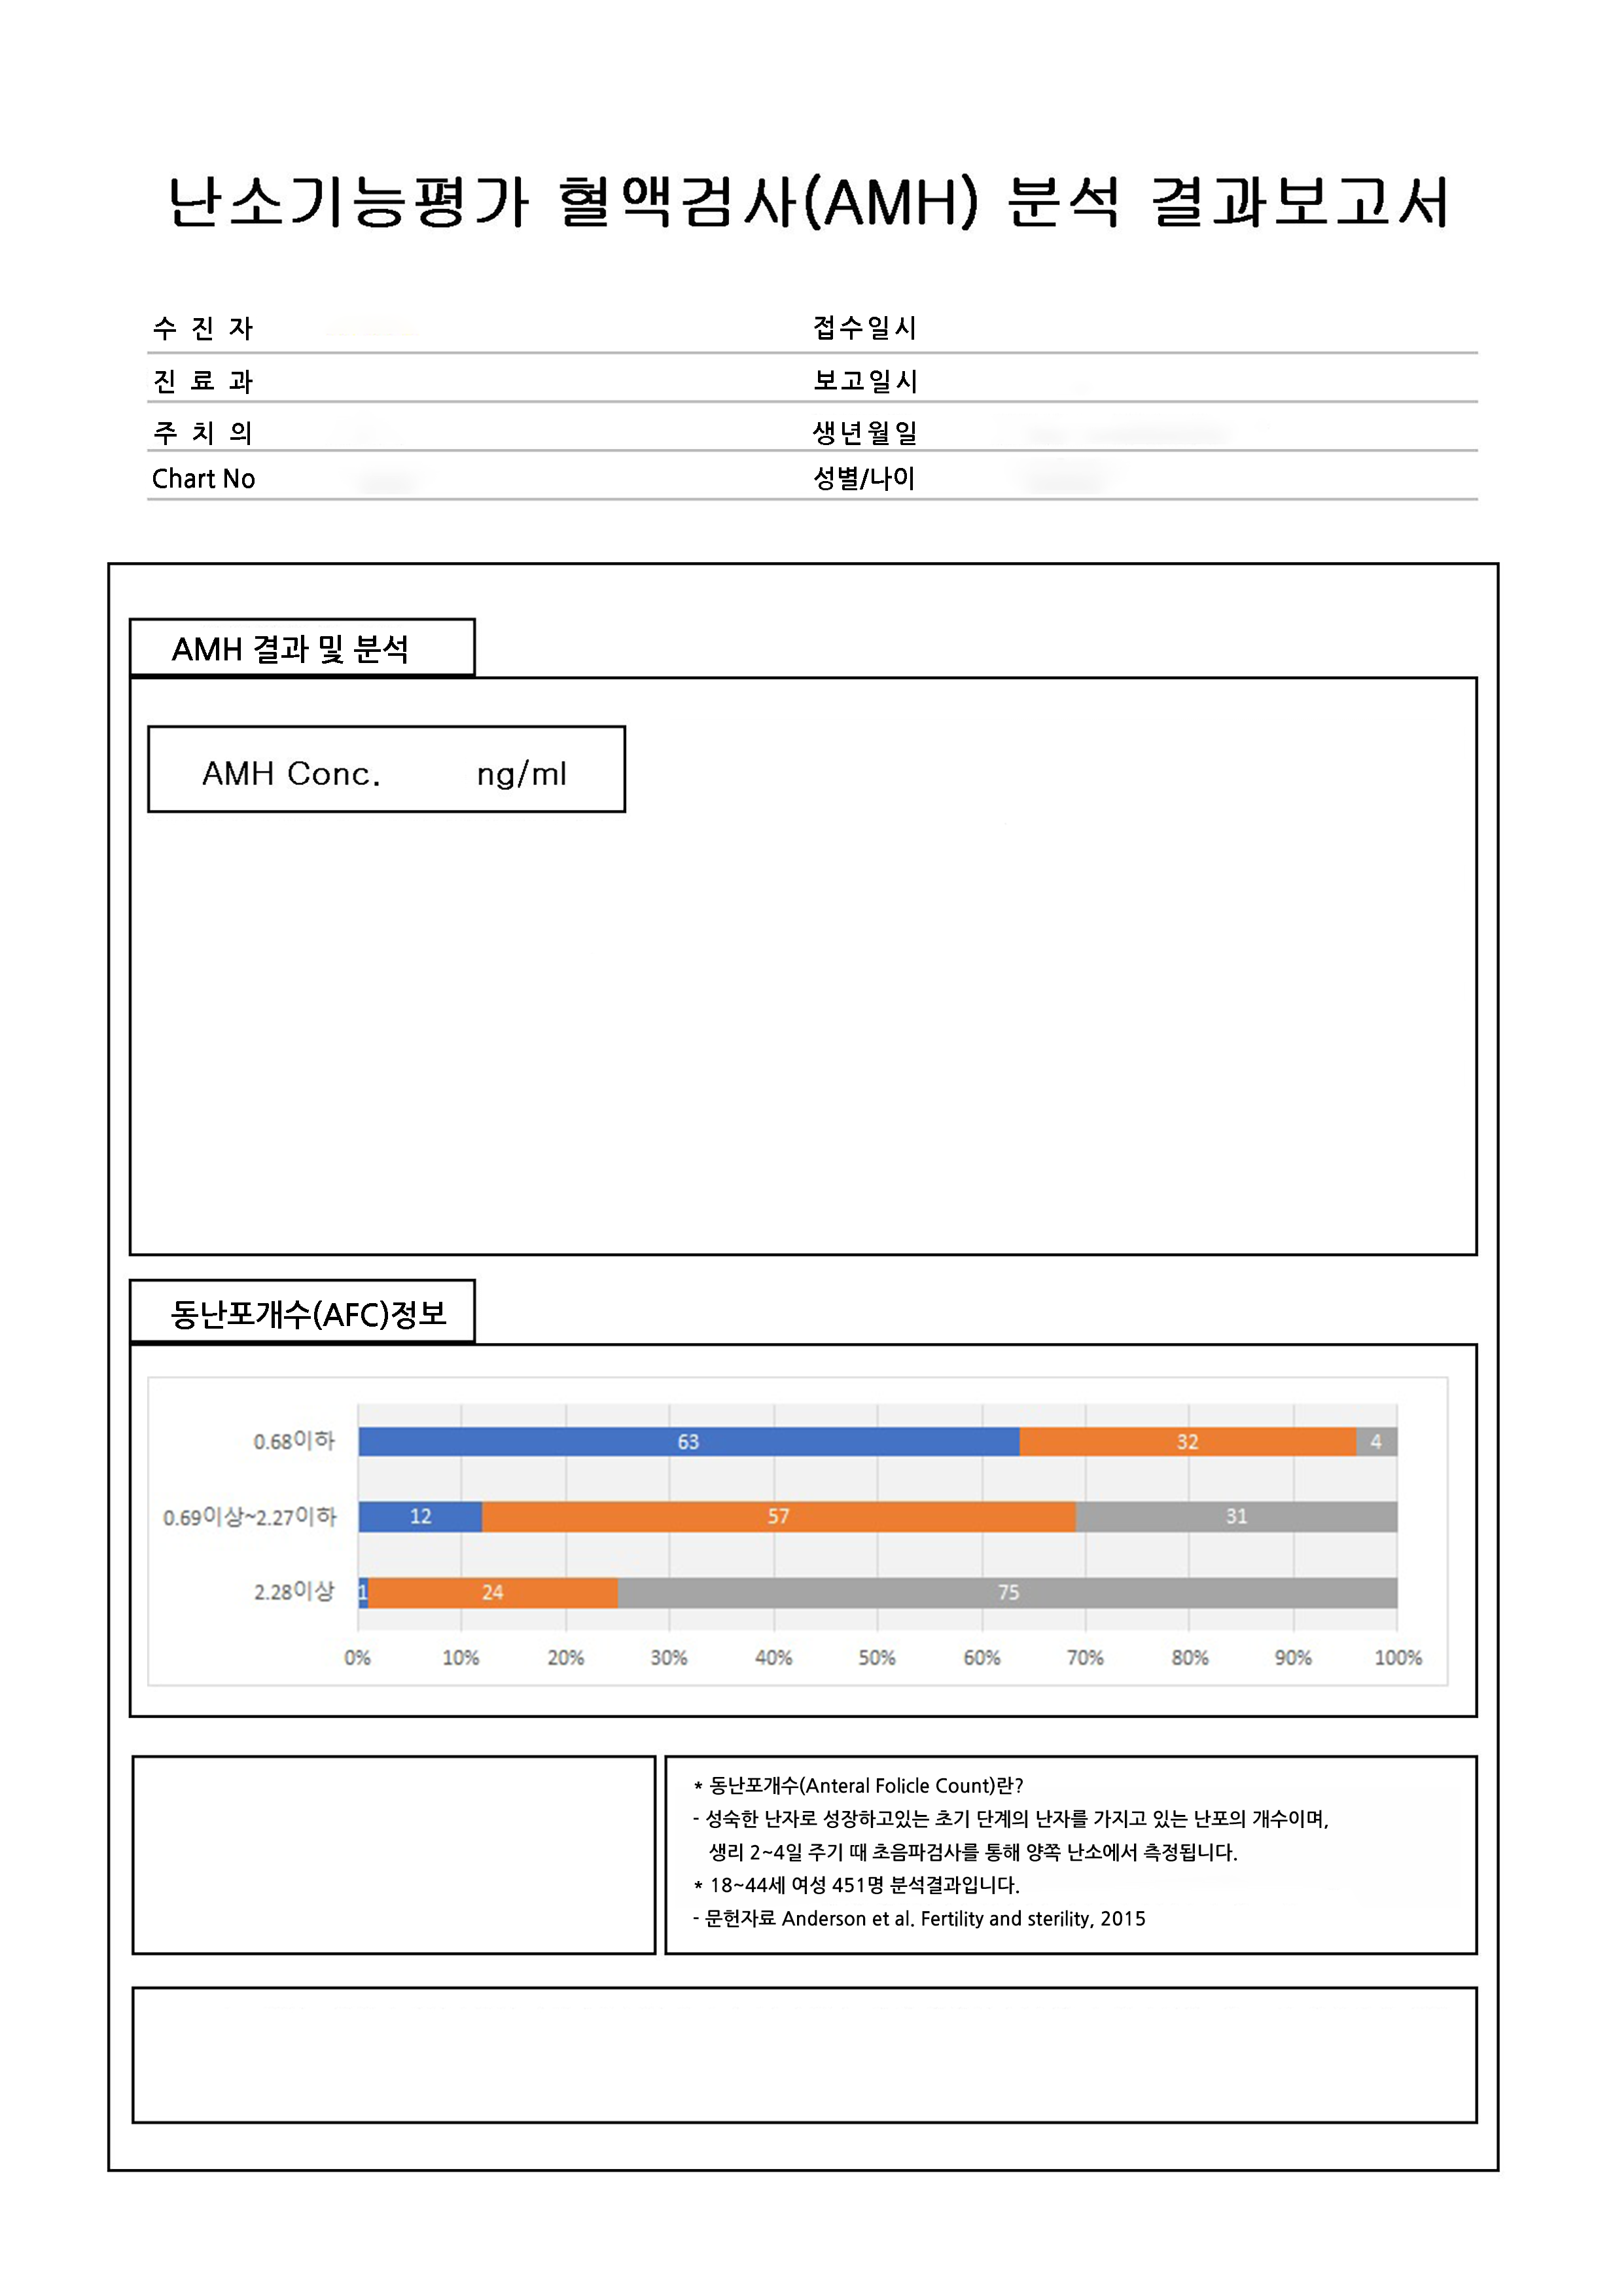 난소기능평가 혈액검사(AMH) 분석 결과보고서
수 진 자 접수일시
진 료 과 보고일시
주 치 의 생년월일
Chart No 성별/나이
AMH 결과 및 분석
AMH Conc. ng/ml
동난포개수(AFC)정보
0.68이하 63 32 4
0.69이상~2.27이하 12 57 31
2.28이상 1 24 75
0% 10% 20% 30% 40% 50% 60% 70% 80% 90% 100%
* 동난포개수(Anteral Folicle Count)란?
- 성숙한 난자로 성장하고있는 초기 단계의 난자를 가지고 있는 난포의 개수이며,
생리 2~4일 주기 때 초음파검사를 통해 양쪽 난소에서 측정됩니다.
* 18~44세 여성 451명 분석결과입니다.
- 문헌자료 Anderson et al. Fertility and sterility, 2015